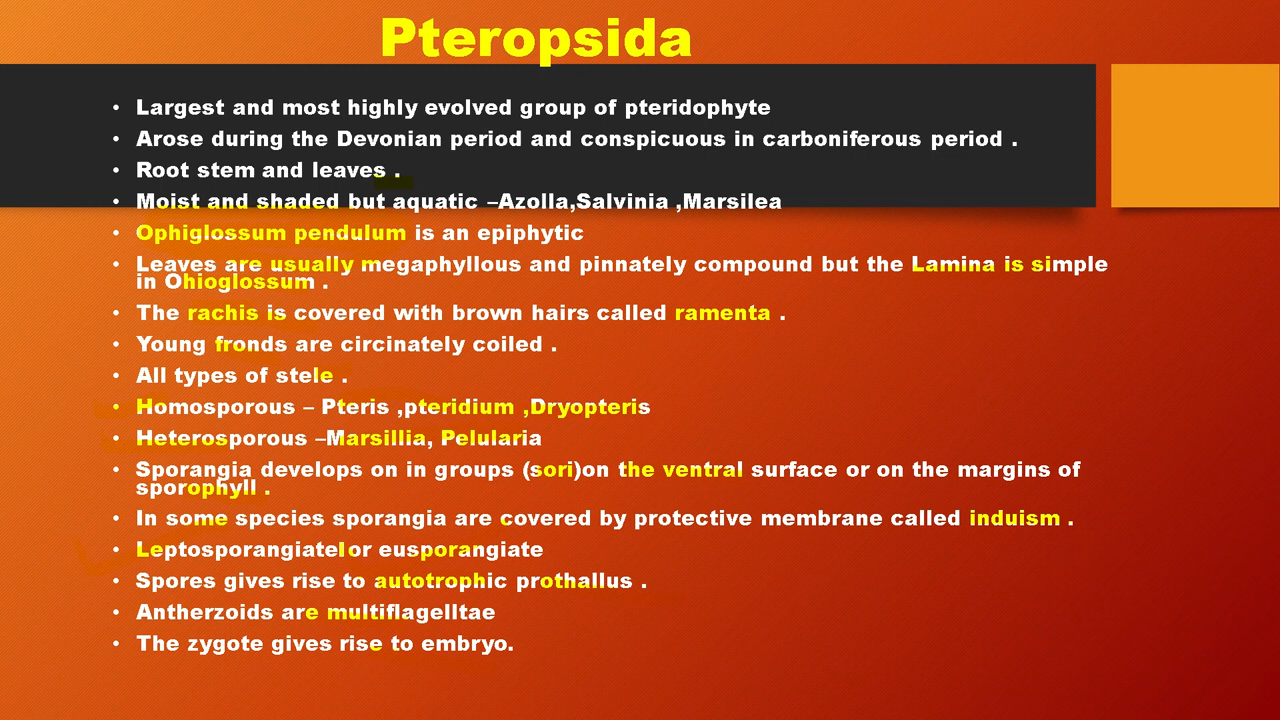 Pteropsida
• Largest and most highly evolved group of pteridophyte
• Arose during the Devonian period and conspicuous in carboniferous period .
• Root stem and leaves .
• Moist and shaded but aquatic –Azolla,Salvinia ,Marsilea
• Ophiglossum pendulum is an epiphytic
• Leaves are usually megaphyllous and pinnately compound but the Lamina is simple
in Ohioglossum .
• The rachis is covered with brown hairs called ramenta .
• Young fronds are circinately coiled .
• All types of stele .
• Homosporous – Pteris ,pteridium ,Dryopteris
• Heterosporous –Marsillia, Pelularia
• Sporangia develops on in groups (sori)on the ventral surface or on the margins of
sporophyll .
• In some species sporangia are covered by protective membrane called induism .
• Leptosporangiate or eusporangiate
• Spores gives rise to autotrophic prothallus .
• Antherzoids are multiflagelltae
• The zygote gives rise to embryo.